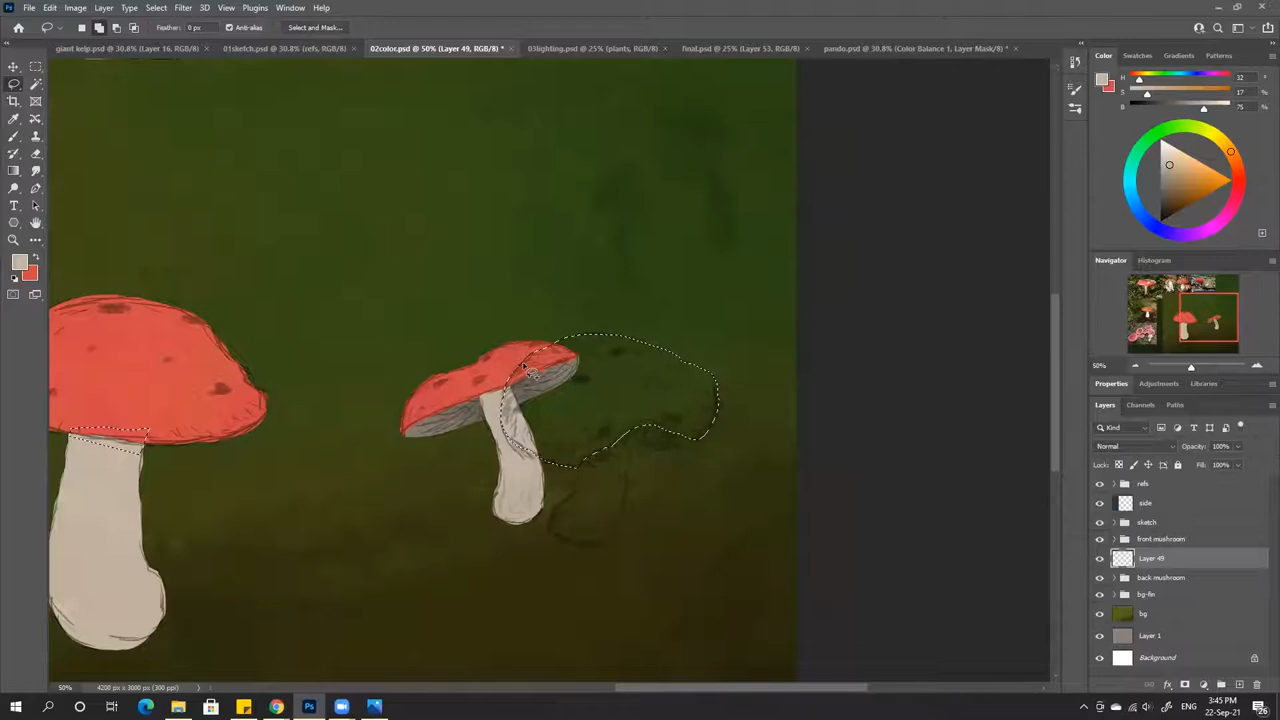 Ps File Edit Image Layer Type Select Filter 3D View Plugins Window Help
Feather: 0 px Anti-alias Select and Mask...
giant kelp.psd @ 30.8% (Layer 16, RGB/8) × 01sketch.psd @ 30.8% (refs, RGB/8) × 02color.psd @ 50% (Layer 49, RGB/8) * × 03lighting.psd @ 25% (plants, RGB/8) × final.psd @ 25% (Layer 53, RGB/8) × pando.psd @ 30.8% (Color Balance 1, Layer Mask/8) * ×
Color Swatches Gradients Patterns
H 32 °
S 17 %
B 75 %
Navigator Histogram
50%
Properties Adjustments Libraries
Layers Channels Paths
Kind
Normal Opacity: 100%
Lock: Fill: 100%
refs
side
sketch
front mushroom
Layer 49
back mushroom
bg-fin
bg
Layer 1
Background
50% 4200 px x 3000 px (300 ppi)
Ps ENG 3:45 PM
22-Sep-21